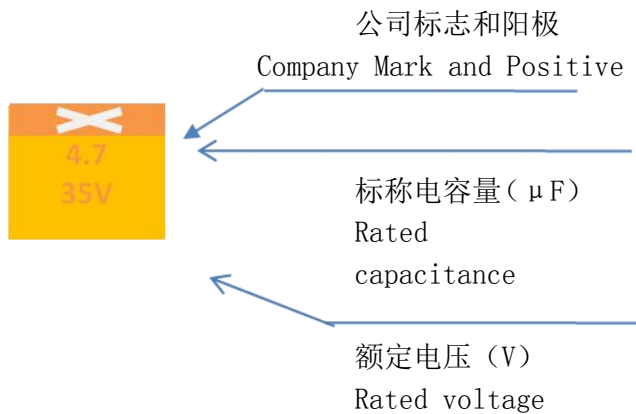 公司标志和阳极
Company Mark and Positive
4.7
35V
标称电容量(μF)
Rated
capacitance
额定电压（V）
Rated voltage